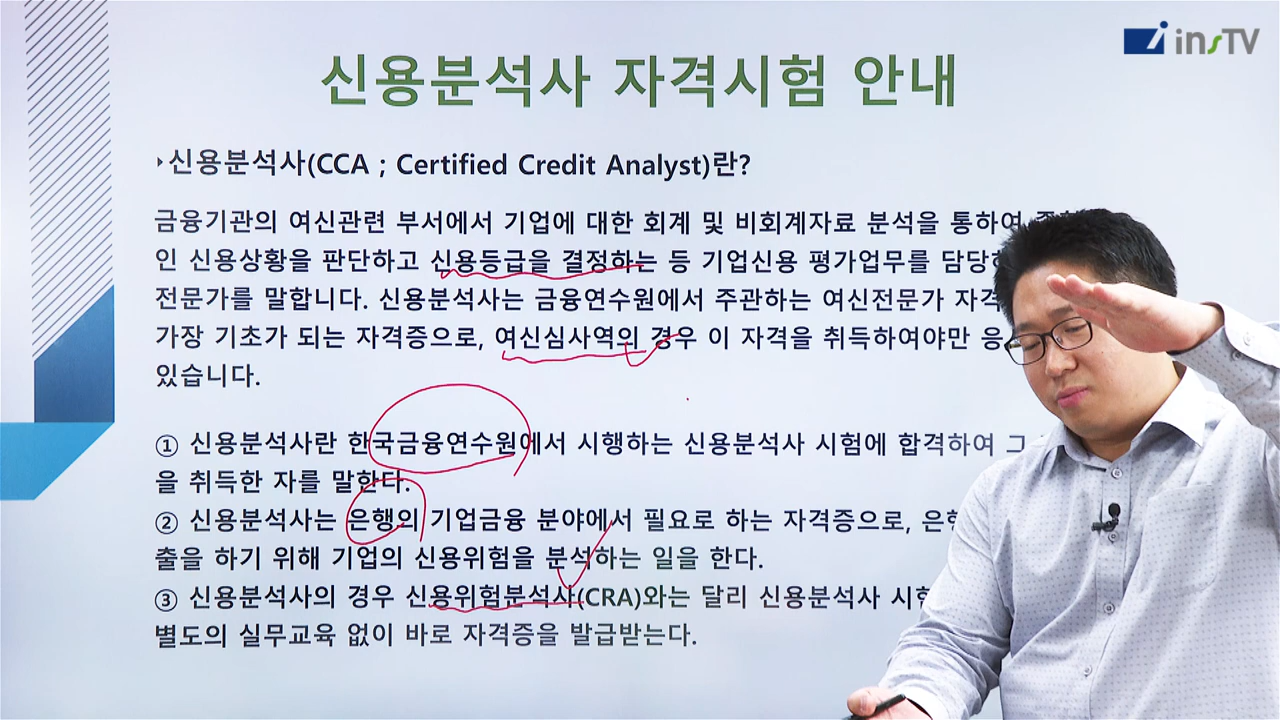 insTV
신용분석사 자격시험 안내
신용분석사(CCA ; Certified Credit Analyst)란?
금융기관의 여신관련 부서에서 기업에 대한 회계 및 비회계자료 분석을 통하여
인 신용상황을 판단하고 신용등급을 결정하는 등 기업신용 평가업무를 담당
전문가를 말합니다. 신용분석사는 금융연수원에서 주관하는 여신전문가 자격
가장 기초가 되는 자격증으로, 여신심사역의 경우 이 자격을 취득하여야만 응
있습니다.
① 신용분석사란 한국금융연수원에서 시행하는 신용분석사 시험에 합격하여 그
을 취득한 자를 말한다.
② 신용분석사는 은행의 기업금융 분야에서 필요로 하는 자격증으로, 은
출을 하기 위해 기업의 신용위험을 분석하는 일을 한다.
③ 신용분석사의 경우 신용위험분석사(CRA)와는 달리 신용분석사 시
별도의 실무교육 없이 바로 자격증을 발급받는다.